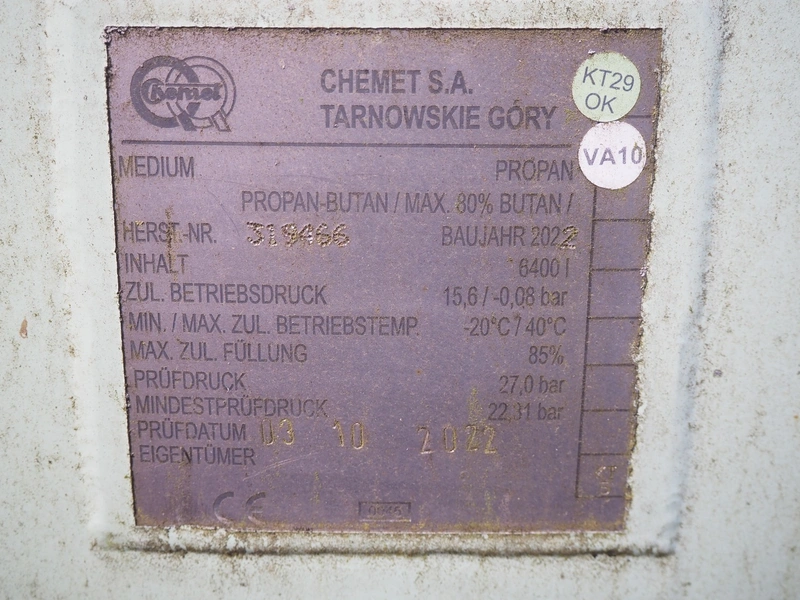 Chemet
CHEMET S.A.
TARNOWSKIE GÓRY
KT29
OK
VA10
MEDIUM PROPAN
PROPAN-BUTAN / MAX. 80% BUTAN /
HERST.-NR. 319466 BAUJAHR 2022
INHALT 6400 l
ZUL. BETRIEBSDRUCK 15,6 / -0,08 bar
MIN. / MAX. ZUL. BETRIEBSTEMP. -20°C / 40°C
MAX. ZUL. FÜLLUNG 85%
PRÜFDRUCK 27,0 bar
MINDESTPRÜFDRUCK 22,31 bar
PRÜFDATUM 03 10 2022
EIGENTÜMER
CE